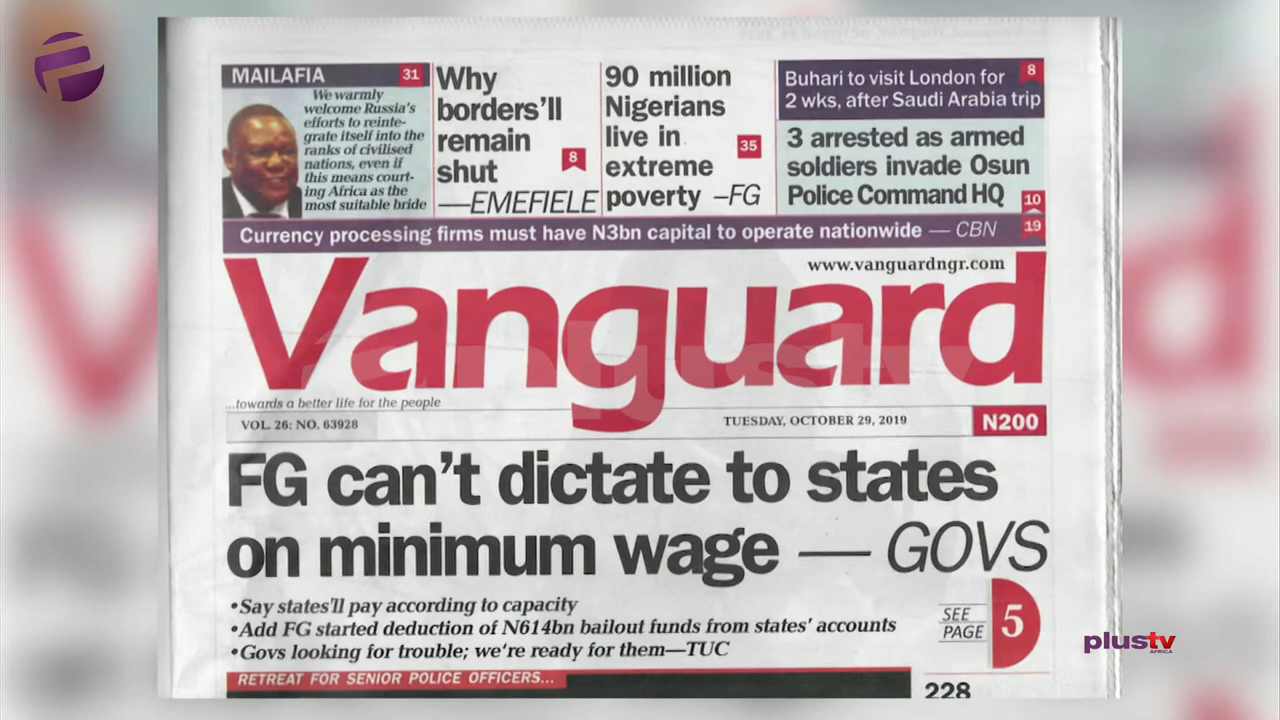 MAILAFIA
31
We warmly
welcome Russia's
efforts to reinte-
grate itself into the
ranks of civilised
nations, even if
this means court-
ing Africa as the
most suitable bride
Why
borders'll
remain
shut
8
—EMEFIELE
90 million
Nigerians
live in
extreme
poverty –FG
35
Buhari to visit London for
2 wks, after Saudi Arabia trip
8
3 arrested as armed
soldiers invade Osun
Police Command HQ
10
Currency processing firms must have N3bn capital to operate nationwide — CBN
19
www.vanguardngr.com
Vanguard
...towards a better life for the people
VOL. 26: NO. 63928
TUESDAY, OCTOBER 29, 2019
N200
FG can't dictate to states
on minimum wage — GOVS
•Say states'll pay according to capacity
•Add FG started deduction of N614bn bailout funds from states' accounts
•Govs looking for trouble; we're ready for them—TUC
SEE
PAGE
5
RETREAT FOR SENIOR POLICE OFFICERS...
228
plustv
AFRICA
plustv